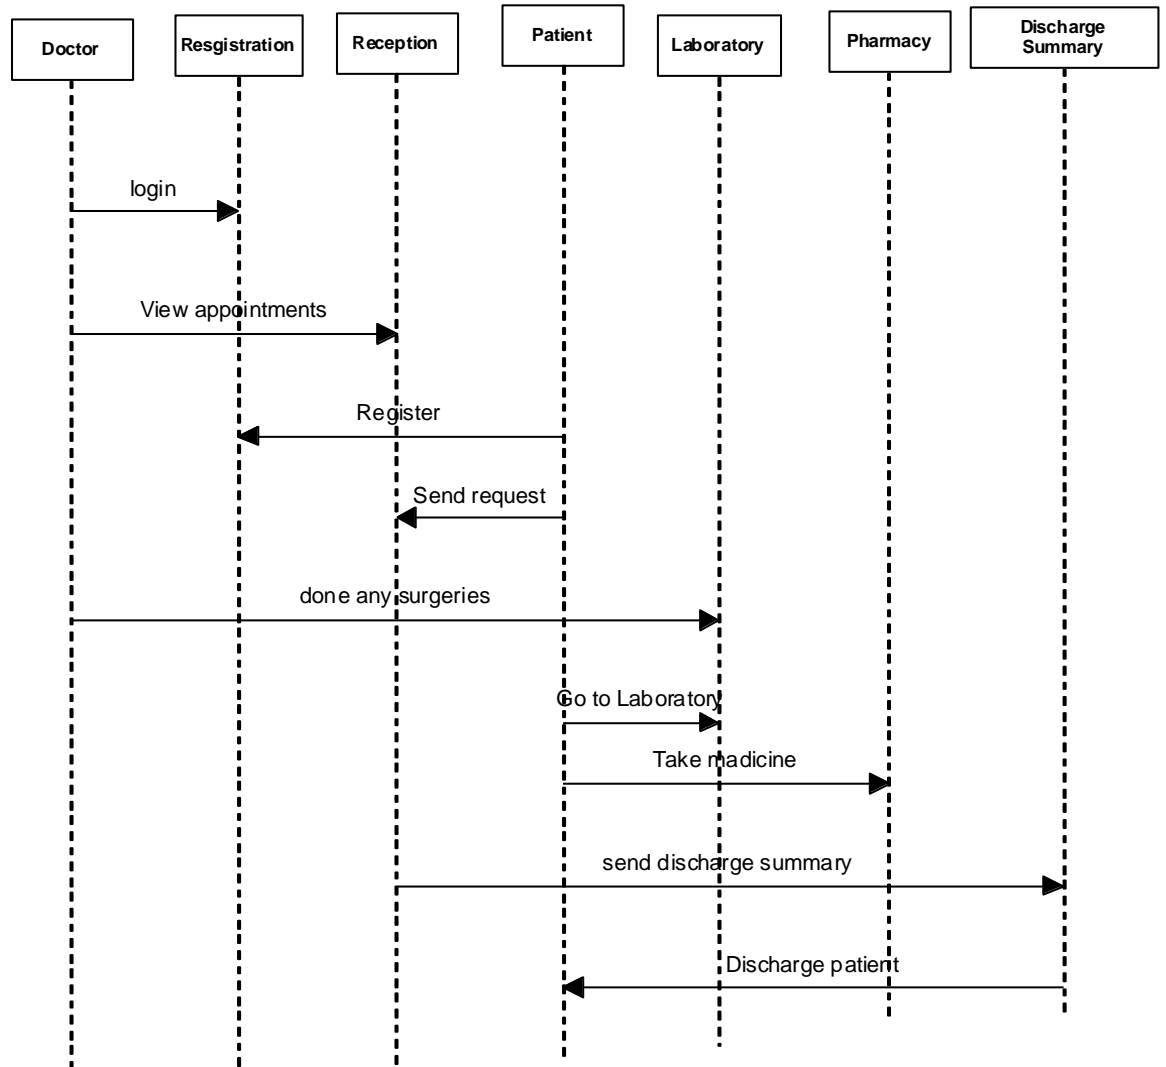 Doctor
Resgistration
Reception
Patient
Laboratory
Pharmacy
Discharge
Summary
login
View appointments
Register
Send request
done any surgeries
Go to Laboratory
Take madicine
send discharge summary
Discharge patient